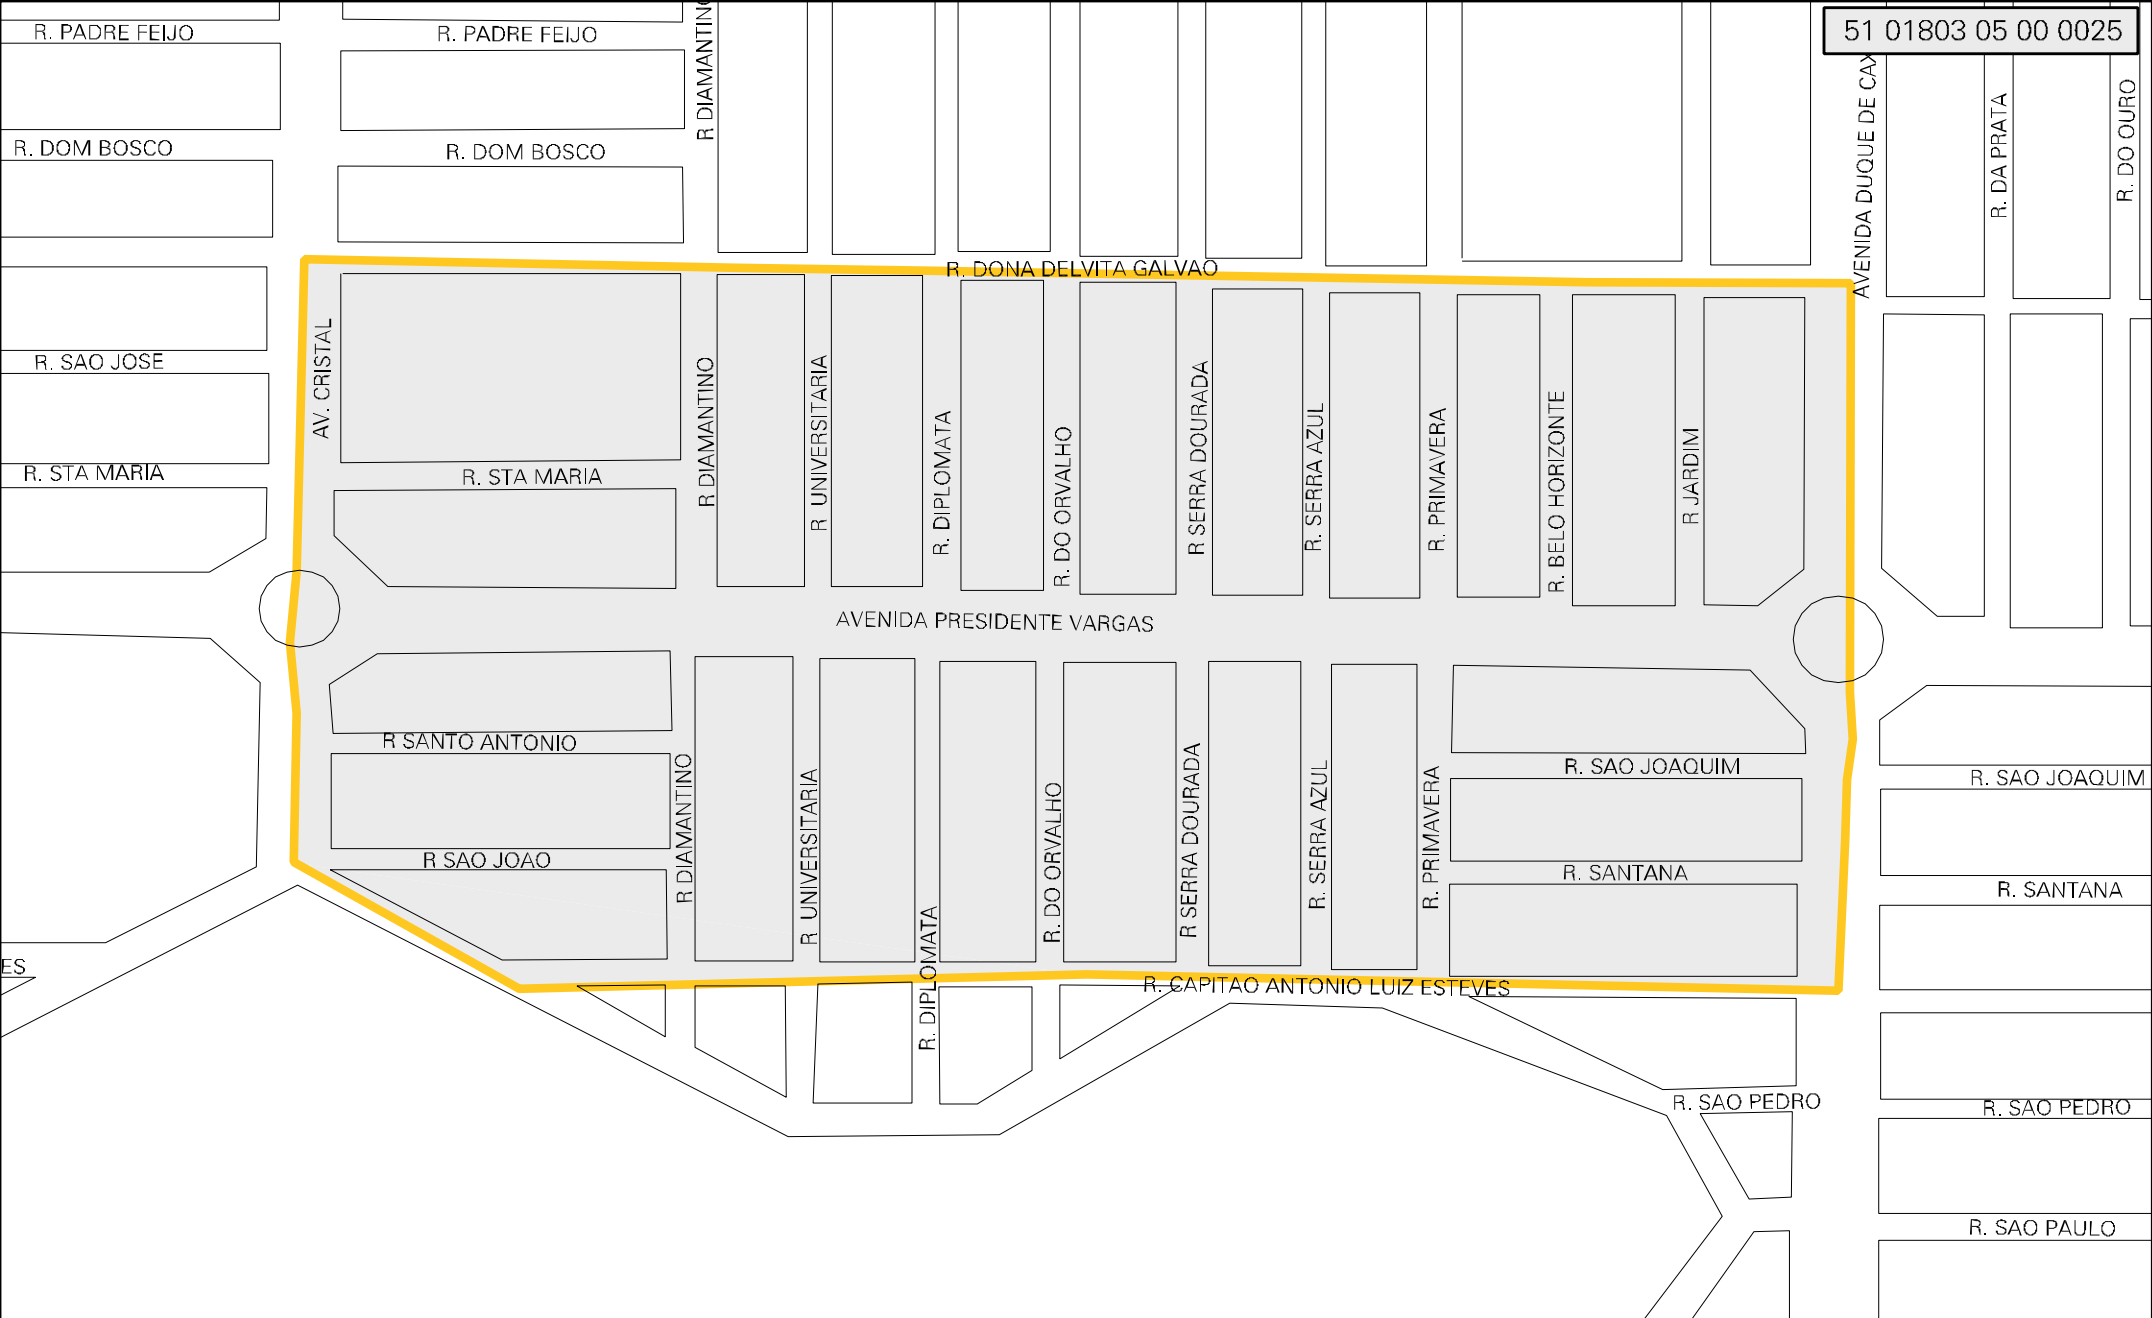 R. PADRE FEIJO
R. PADRE FEIJO
R DIAMANTINO
51 01803 05 00 0025
R. DOM BOSCO
R. DOM BOSCO
AVENIDA DUQUE DE CAX
R. DA PRATA
R. DO OURO
R. DONA DELVITA GALVAO
R. SAO JOSE
AV. CRISTAL
R. STA MARIA
R. STA MARIA
R DIAMANTINO
R UNIVERSITARIA
R. DIPLOMATA
R. DO ORVALHO
R SERRA DOURADA
R. SERRA AZUL
R. PRIMAVERA
R. BELO HORIZONTE
R JARDIM
AVENIDA PRESIDENTE VARGAS
R SANTO ANTONIO
R. SAO JOAQUIM
R. SAO JOAQUIM
R DIAMANTINO
R UNIVERSITARIA
R. DIPLOMATA
R. DO ORVALHO
R SERRA DOURADA
R. SERRA AZUL
R. PRIMAVERA
R SAO JOAO
R. SANTANA
R. SANTANA
ES
R. CAPITAO ANTONIO LUIZ ESTEVES
R. SAO PEDRO
R. SAO PEDRO
R. SAO PAULO